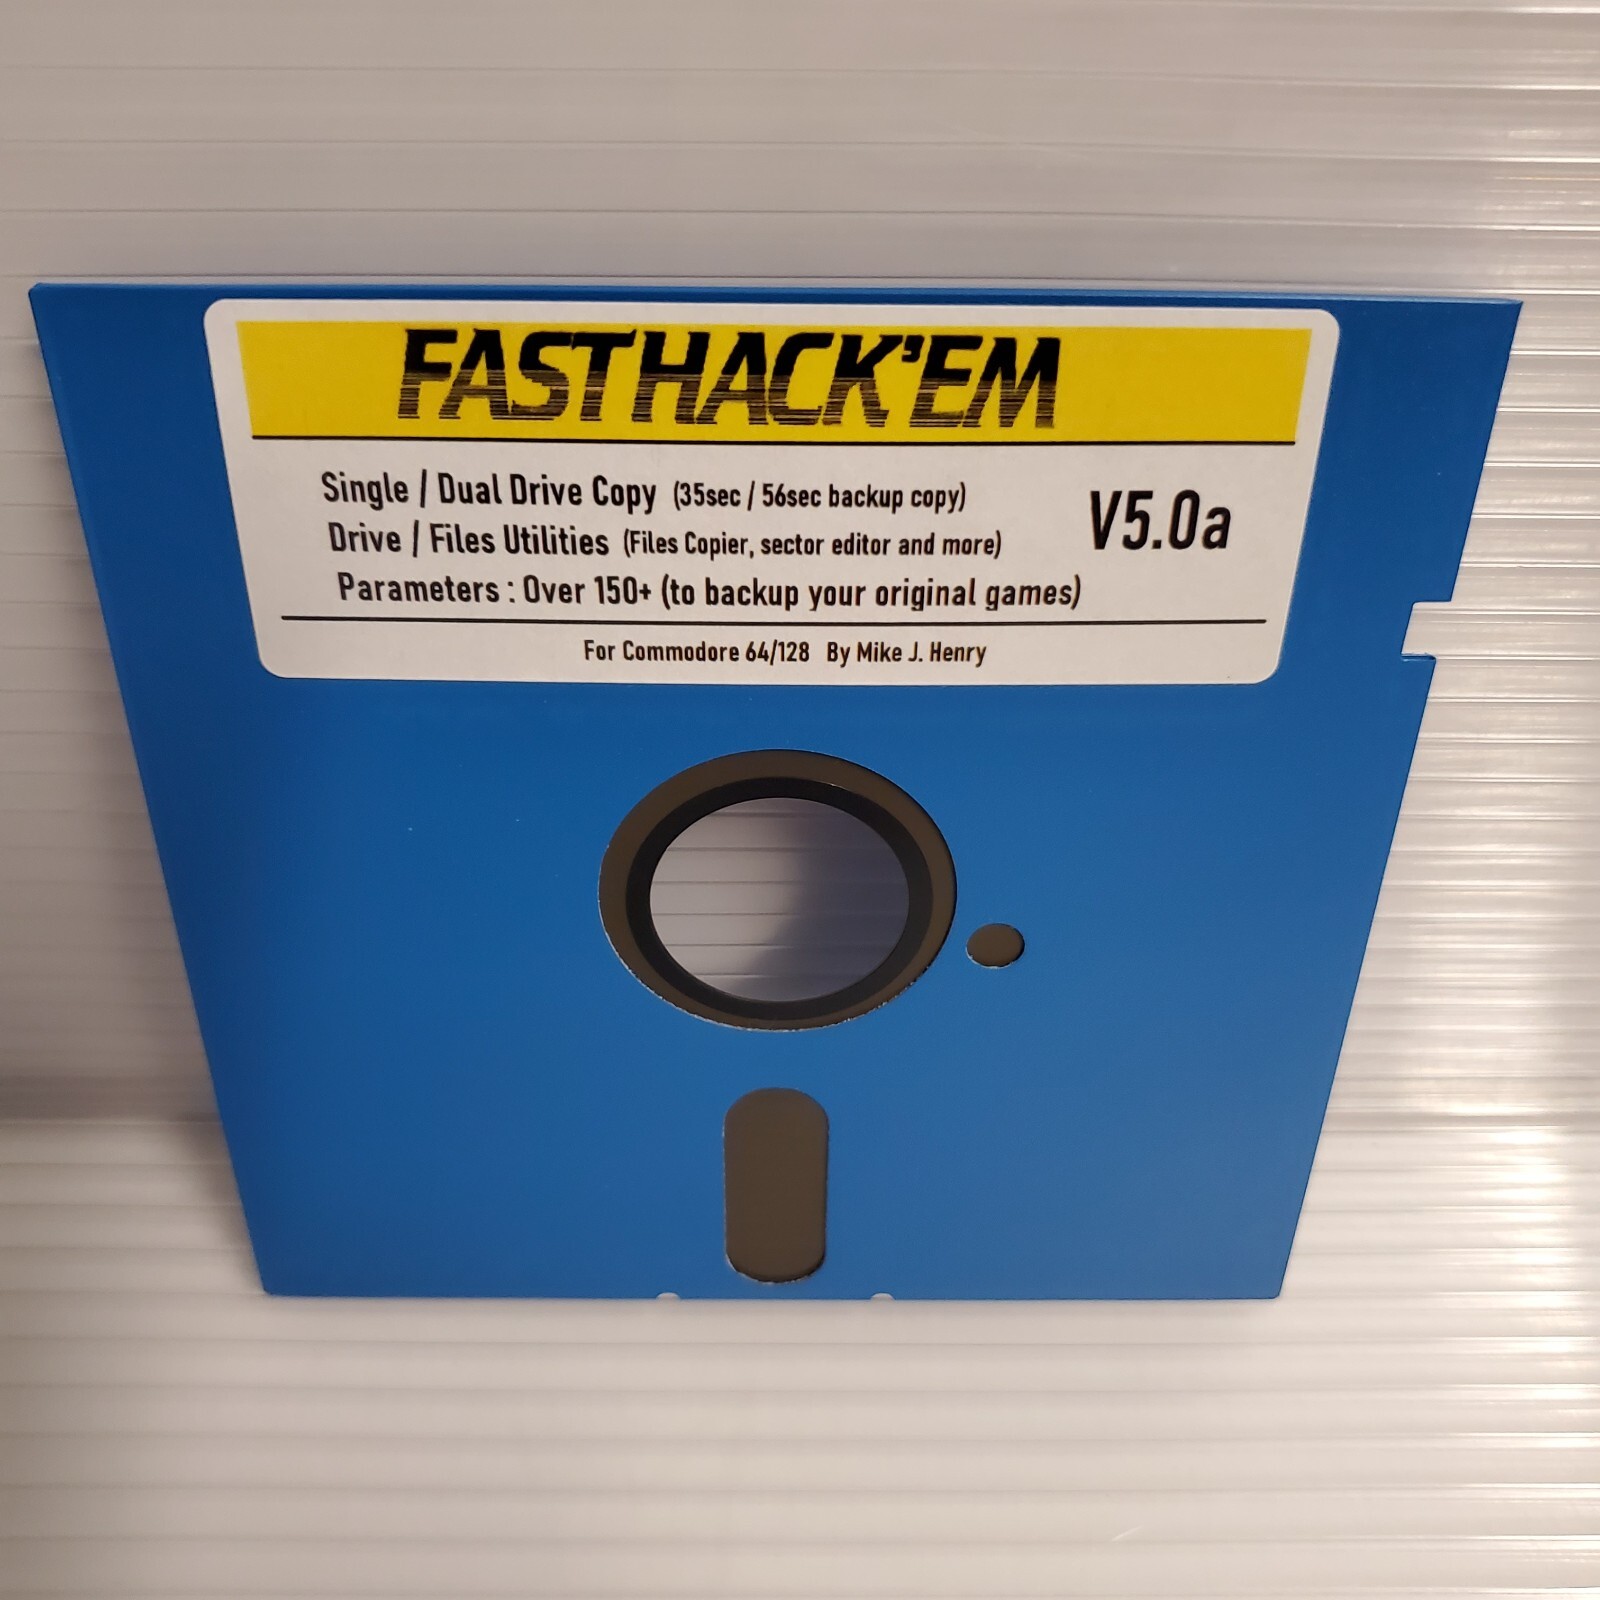 FASTHACK'EM
Single / Dual Drive Copy (35sec / 56sec backup copy)
V5.0a
Drive / Files Utilities (Files Copier, sector editor and more)
Parameters : Over 150+ (to backup your original games)
For Commodore 64/128 By Mike J. Henry